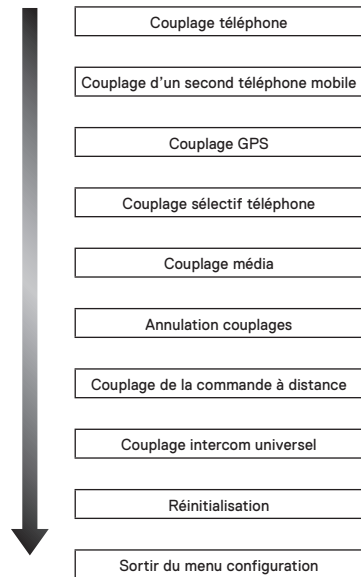 Couplage téléphone
Couplage d'un second téléphone mobile
Couplage GPS
Couplage sélectif téléphone
Couplage média
Annulation couplages
Couplage de la commande à distance
Couplage intercom universel
Réinitialisation
Sortir du menu configuration